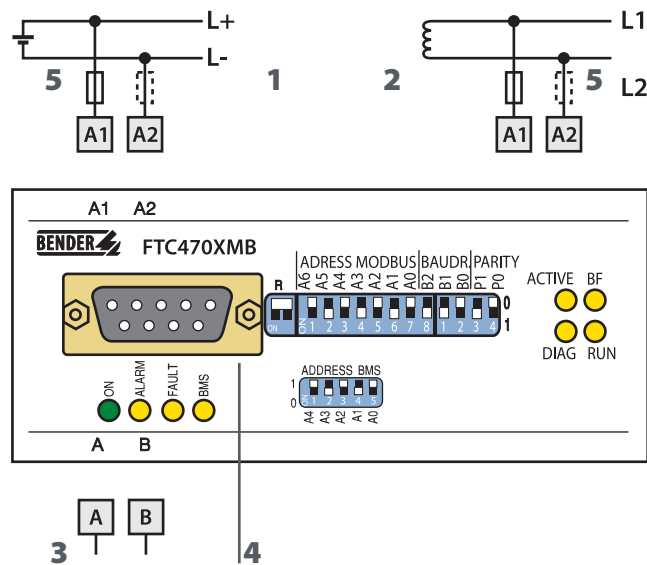 L+ L1
L-
5 1 2 5 L2
A1 A2 A1 A2
A1 A2
BENDER FTC470XMB
ADRESS MODBUS BAUDR. PARITY
R A6 A5 A4 A3 A2 A1 A0 B2 B1 B0 P1 P0
ACTIVE BF
0
ON ON 1 2 3 4 5 6 7 8 1 2 3 4 1
DIAG RUN
ADDRESS BMS
ON ALARM FAULT BMS
1
0 ON 1 2 3 4 5
A4 A3 A2 A1 A0
A B
A B
3 4